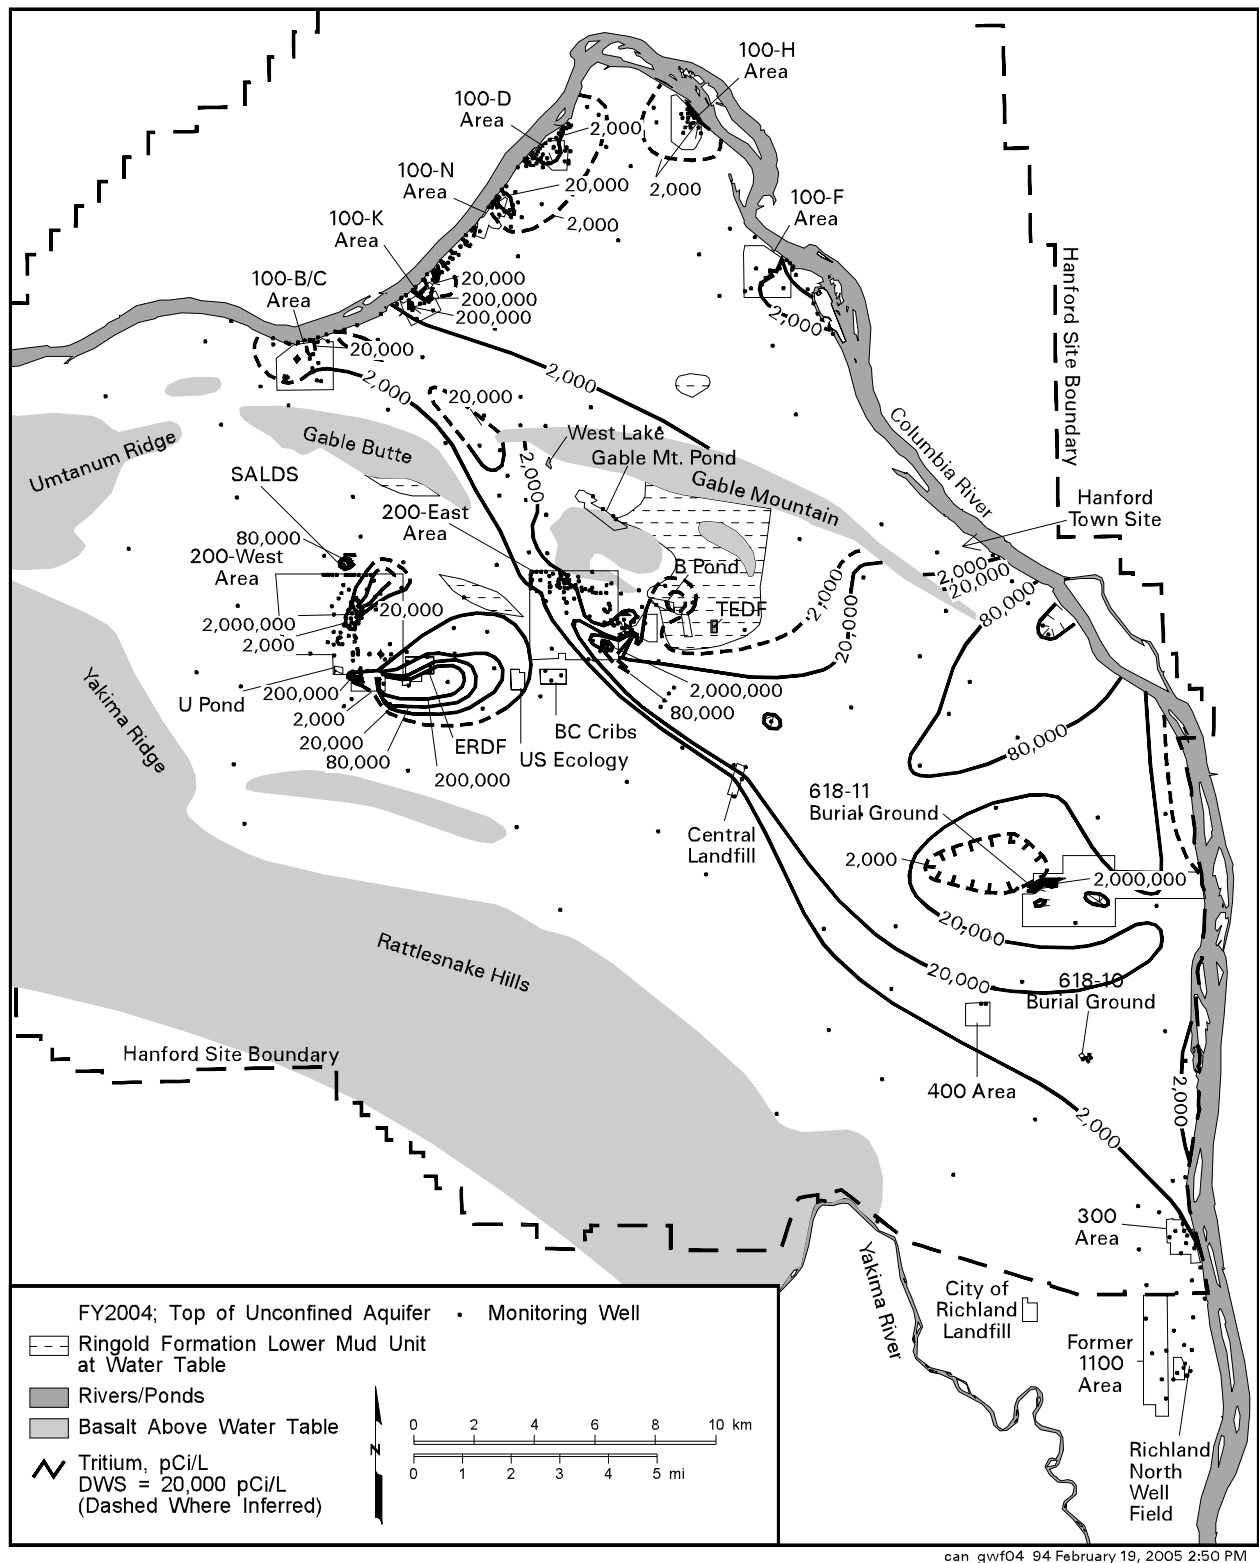 100-H
Area
100-D
Area
2,000
100-N
Area
20,000
2,000
2,000
100-F
Area
100-K
Area
20,000
200,000
200,000
100-B/C
Area
2,000
20,000
2,000
2,000
20,000
Hanford Site Boundary
Columbia River
Umtanum Ridge
Gable Butte
West Lake
Gable Mt. Pond
Gable Mountain
SALDS
2,000
200-East
Area
Hanford
Town Site
80,000
200-West
Area
B Pond
2,000
2,000
20,000
80,000
20,000
TEDF
20,000
2,000,000
2,000
U Pond
200,000
2,000
20,000
80,000
ERDF
200,000
US Ecology
BC Cribs
2,000,000
80,000
80,000
Yakima Ridge
618-11
Burial Ground
Central
Landfill
2,000
2,000,000
20,000
20,000
Rattlesnake Hills
618-10
Burial Ground
Hanford Site Boundary
400 Area
2,000
2,000
300
Area
Yakima River
City of
Richland
Landfill
Former
1100
Area
Richland
North
Well
Field
FY2004; Top of Unconfined Aquifer
Monitoring Well
Ringold Formation Lower Mud Unit
at Water Table
Rivers/Ponds
Basalt Above Water Table
Tritium, pCi/L
DWS = 20,000 pCi/L
(Dashed Where Inferred)
N
0 2 4 6 8 10 km
0 1 2 3 4 5 mi
can_gwf04_94 February 19, 2005 2:50 PM